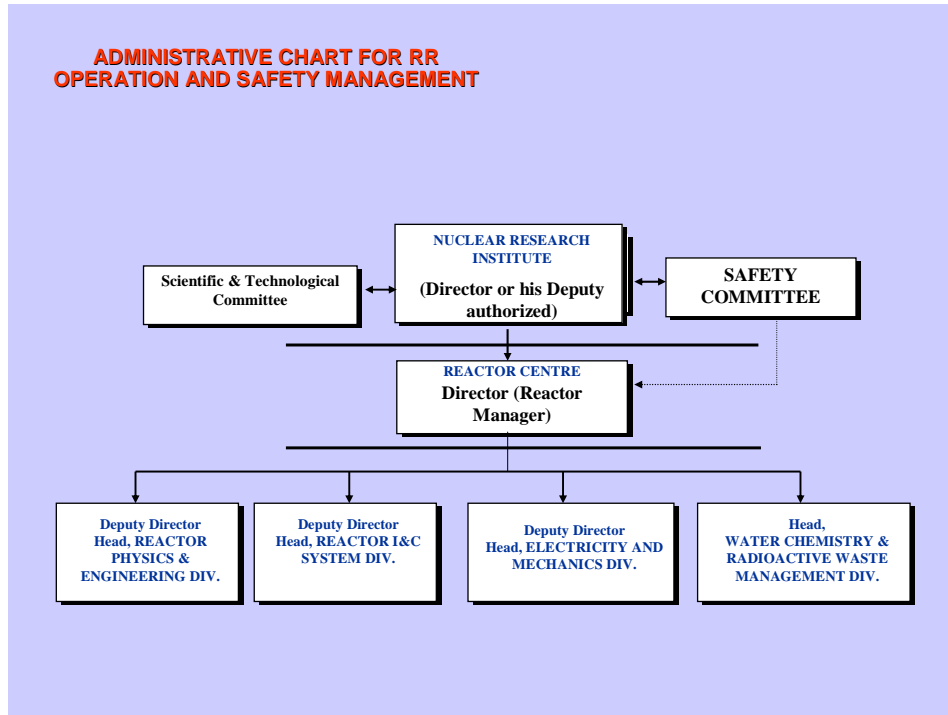 ADMINISTRATIVE CHART FOR RR
OPERATION AND SAFETY MANAGEMENT
NUCLEAR RESEARCH
INSTITUTE
(Director or his Deputy
authorized)
Scientific & Technological
Committee
SAFETY
COMMITTEE
REACTOR CENTRE
Director (Reactor
Manager)
Deputy Director
Head, REACTOR
PHYSICS &
ENGINEERING DIV.
Deputy Director
Head, REACTOR I&C
SYSTEM DIV.
Deputy Director
Head, ELECTRICITY AND
MECHANICS DIV.
Head,
WATER CHEMISTRY &
RADIOACTIVE WASTE
MANAGEMENT DIV.